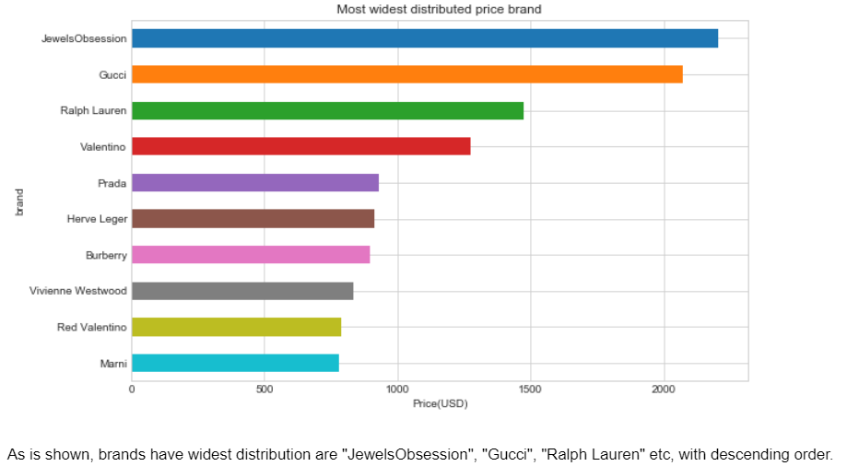 Most widest distributed price brand
JewelsObsession
Gucci
Ralph Lauren
Valentino
Prada
brand
Herve Leger
Burberry
Vivienne Westwood
Red Valentino
Marni
0 500 1000 1500 2000
Price(USD)
As is shown, brands have widest distribution are "JewelsObsession", "Gucci", "Ralph Lauren" etc, with descending order.